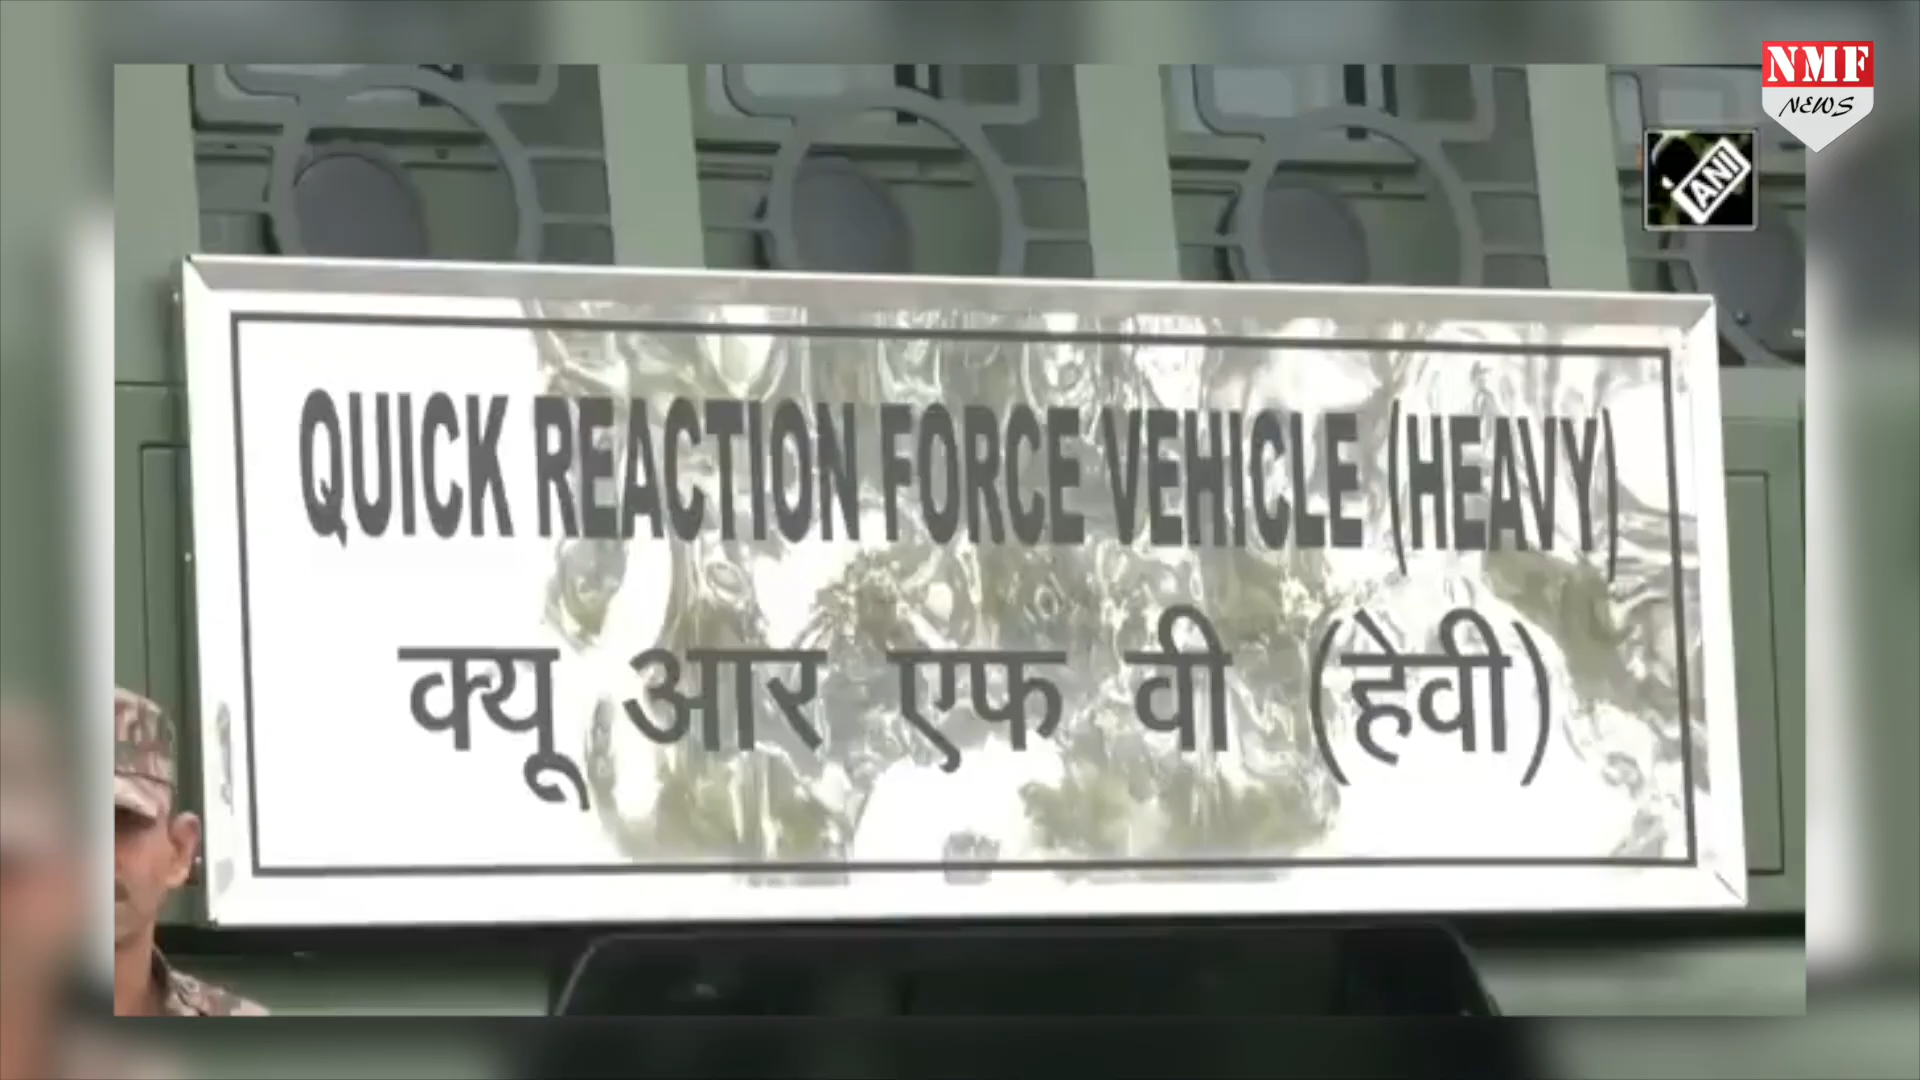 NMF
NEWS
ANI
QUICK REACTION FORCE VEHICLE (HEAVY)
क्यू आर एफ वी (हेवी)